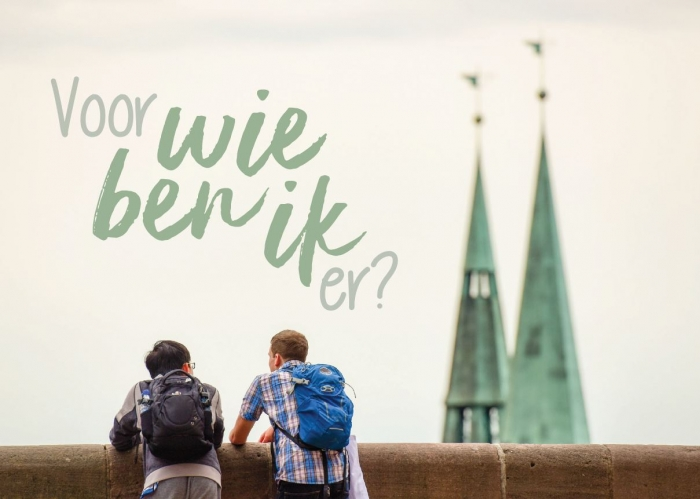 Voor wie
ben ik
er?